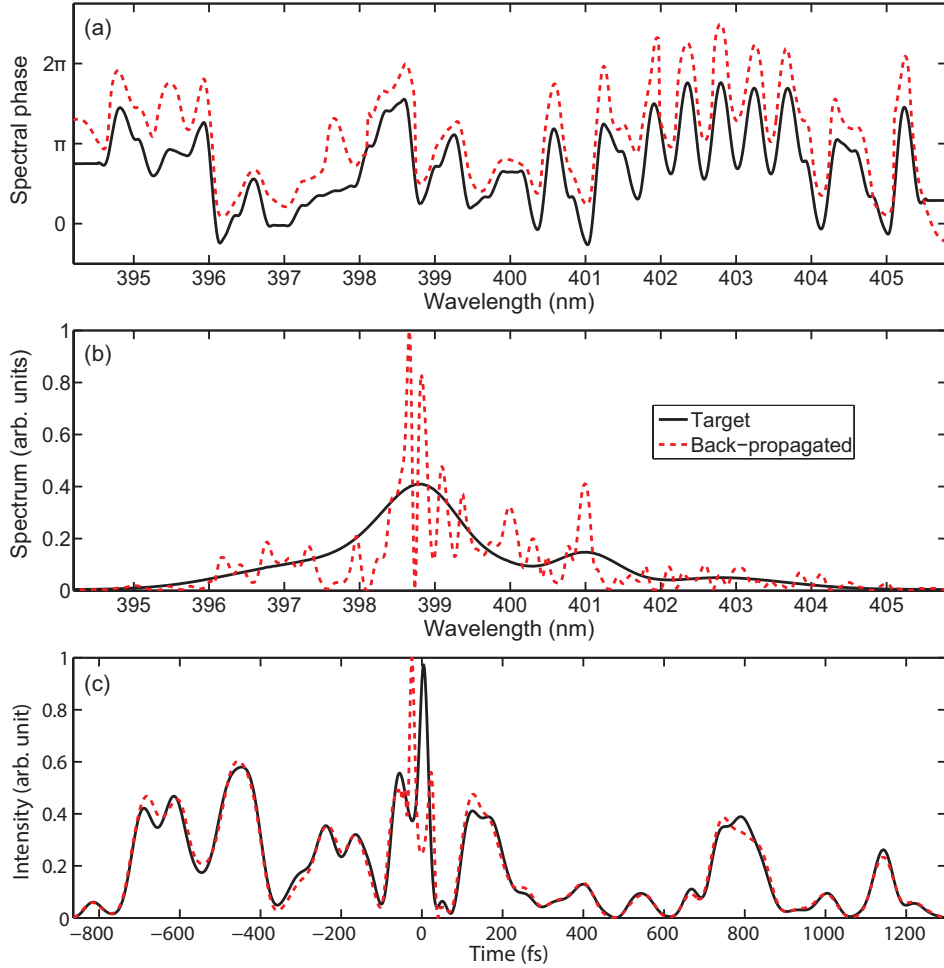 (a)
Spectral phase
2π
π
0
395 396 397 398 399 400 401 402 403 404 405
Wavelength (nm)
(b)
Spectrum (arb. units)
1
0.8
0.6
0.4
0.2
0
Target
Back−propagated
395 396 397 398 399 400 401 402 403 404 405
Wavelength (nm)
(c)
Intensity (arb. unit)
1
0.8
0.6
0.4
0.2
0
−800 −600 −400 −200 0 200 400 600 800 1000 1200
Time (fs)